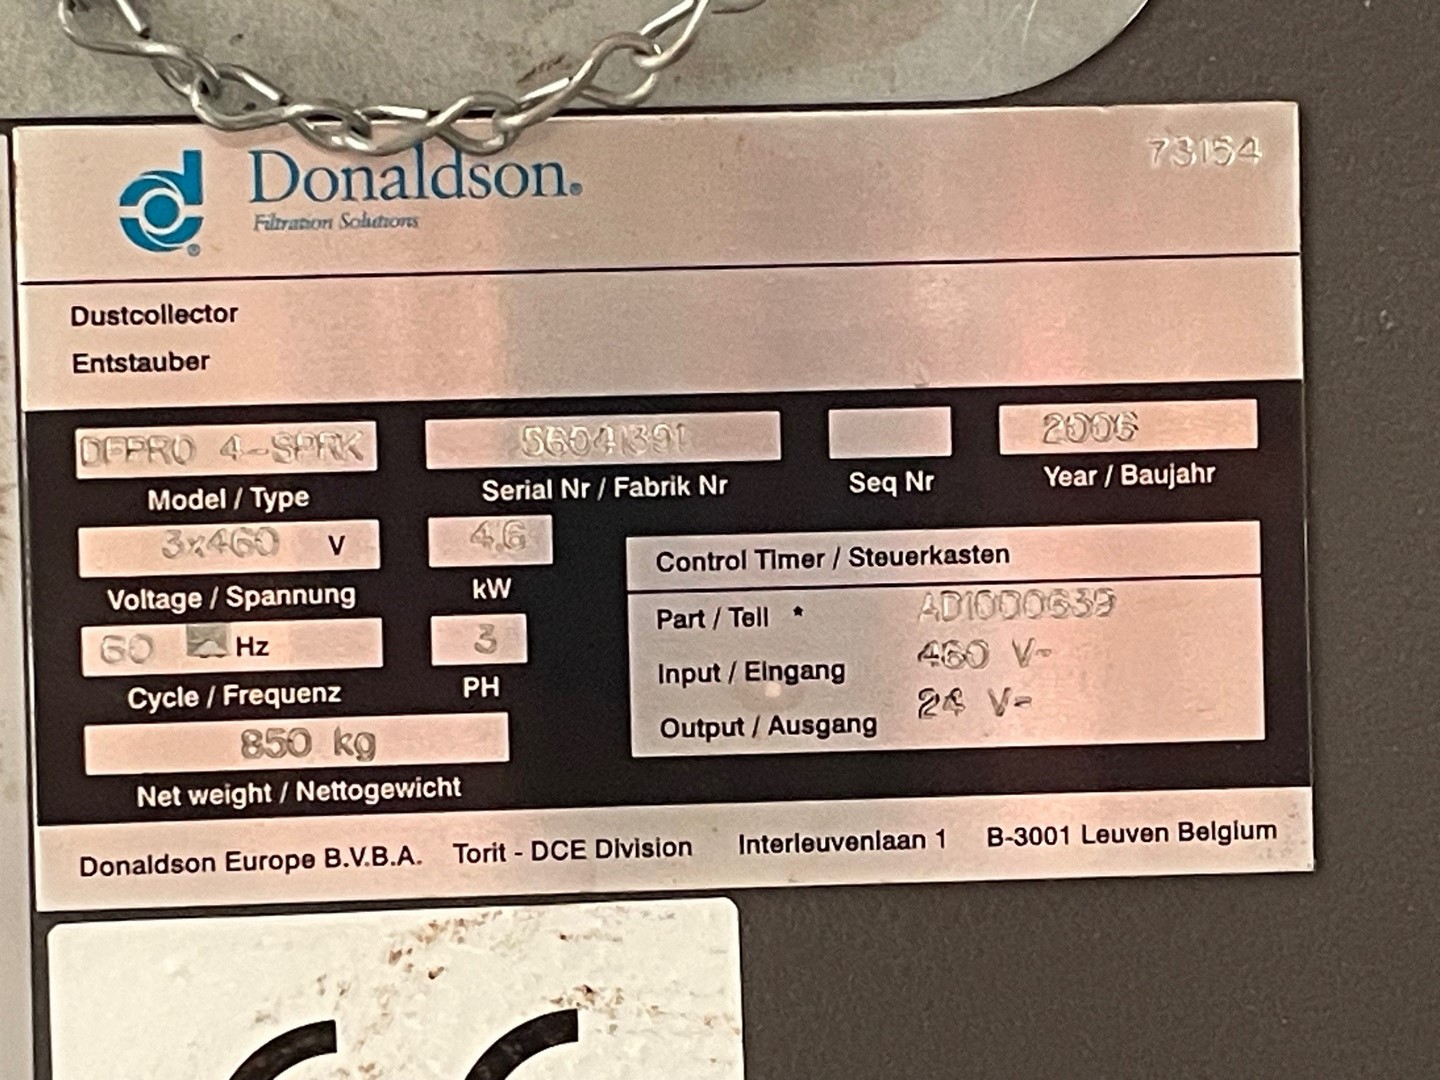 Donaldson.
Filtration Solutions
73154
Dustcollector
Entstauber
DFPRO 4-SPRK
Model / Type
56041391
Serial Nr / Fabrik Nr
Seq Nr
2006
Year / Baujahr
3x460 V
Voltage / Spannung
4,6
kW
60 Hz
Cycle / Frequenz
3
PH
850 kg
Net weight / Nettogewicht
Control Timer / Steuerkasten
Part / Teil * AD1000639
Input / Eingang 460 V~
Output / Ausgang 24 V=
Donaldson Europe B.V.B.A. Torit - DCE Division Interleuvenlaan 1 B-3001 Leuven Belgium
CE